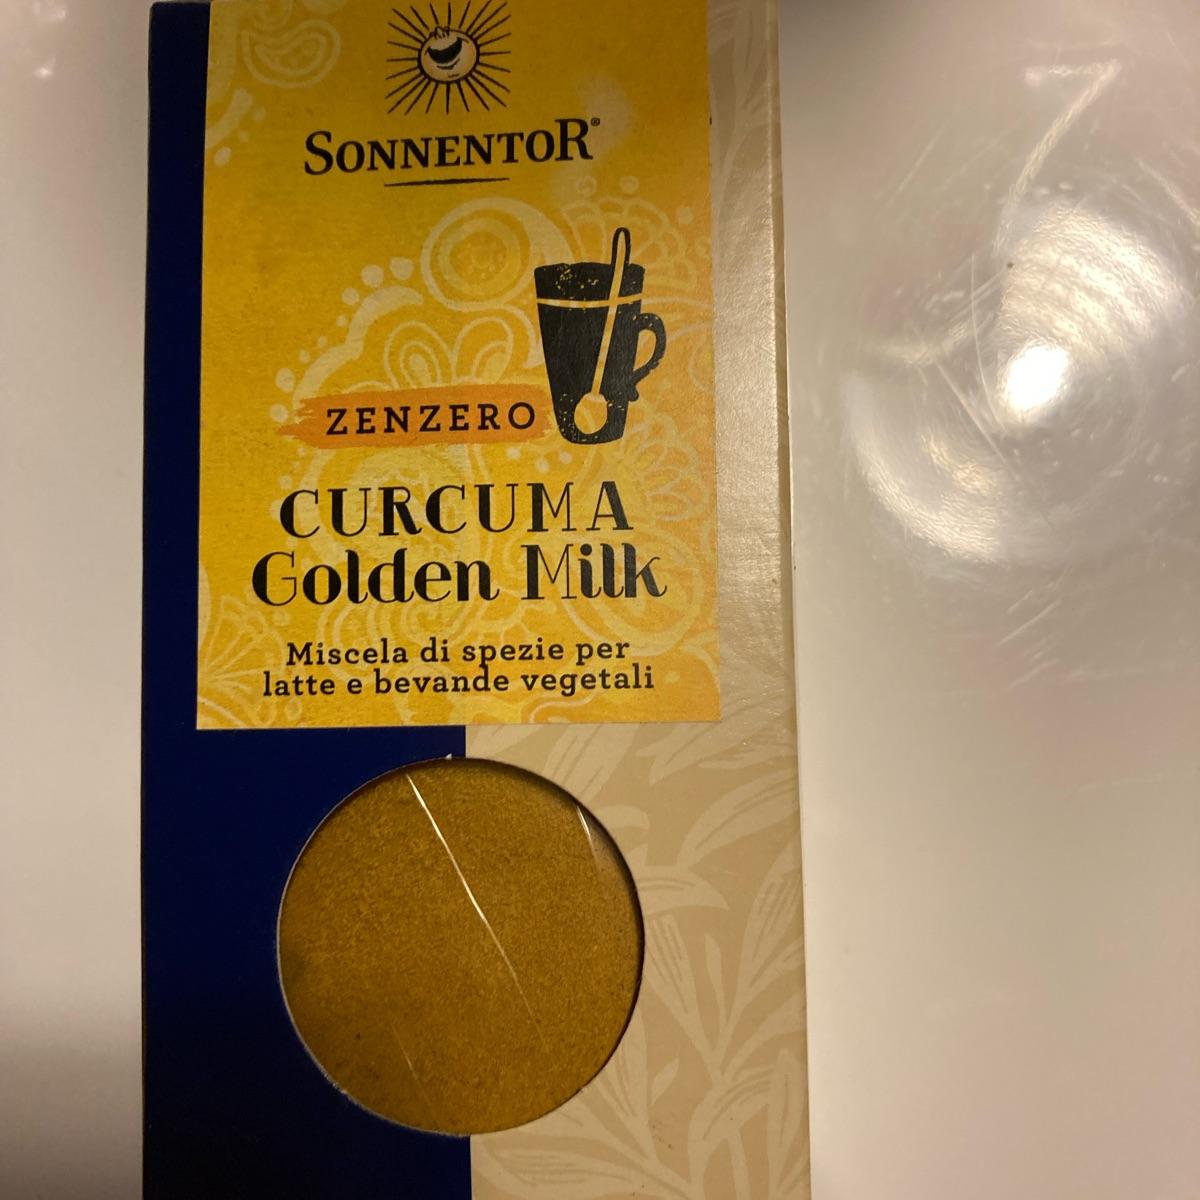 SONNENTOR®
ZENZERO
CURCUMA
Golden Milk
Miscela di spezie per
latte e bevande vegetali